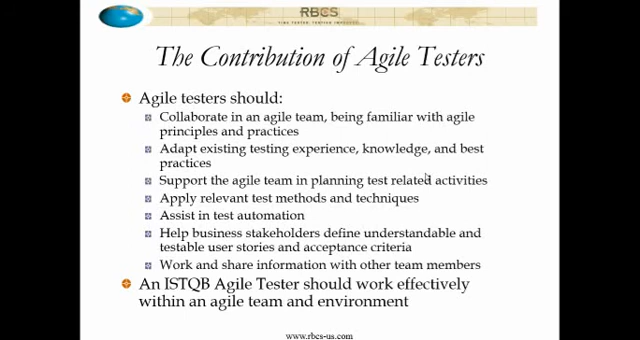 RBCS
The Contribution of Agile Testers
Agile testers should:
Collaborate in an agile team, being familiar with agile
principles and practices
Adapt existing testing experience, knowledge, and best
practices
Support the agile team in planning test related activities
Apply relevant test methods and techniques
Assist in test automation
Help business stakeholders define understandable and
testable user stories and acceptance criteria
Work and share information with other team members
An ISTQB Agile Tester should work effectively
within an agile team and environment
www.rbcs-us.com